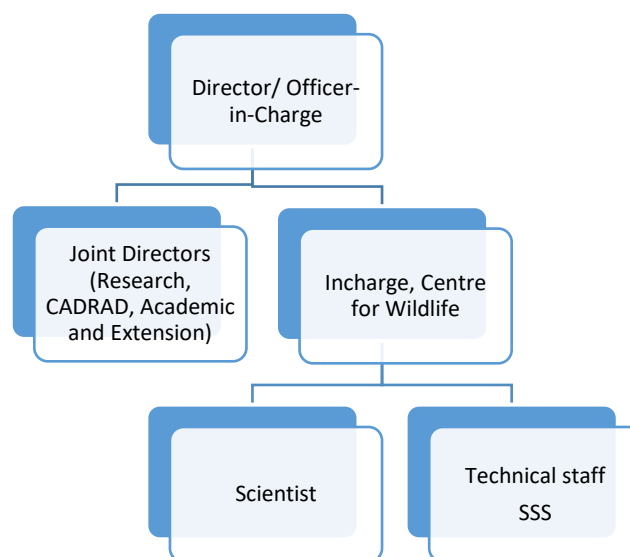 Director/ Officer-
in-Charge
Joint Directors
(Research,
CADRAD, Academic
and Extension)
Incharge, Centre
for Wildlife
Scientist
Technical staff
SSS